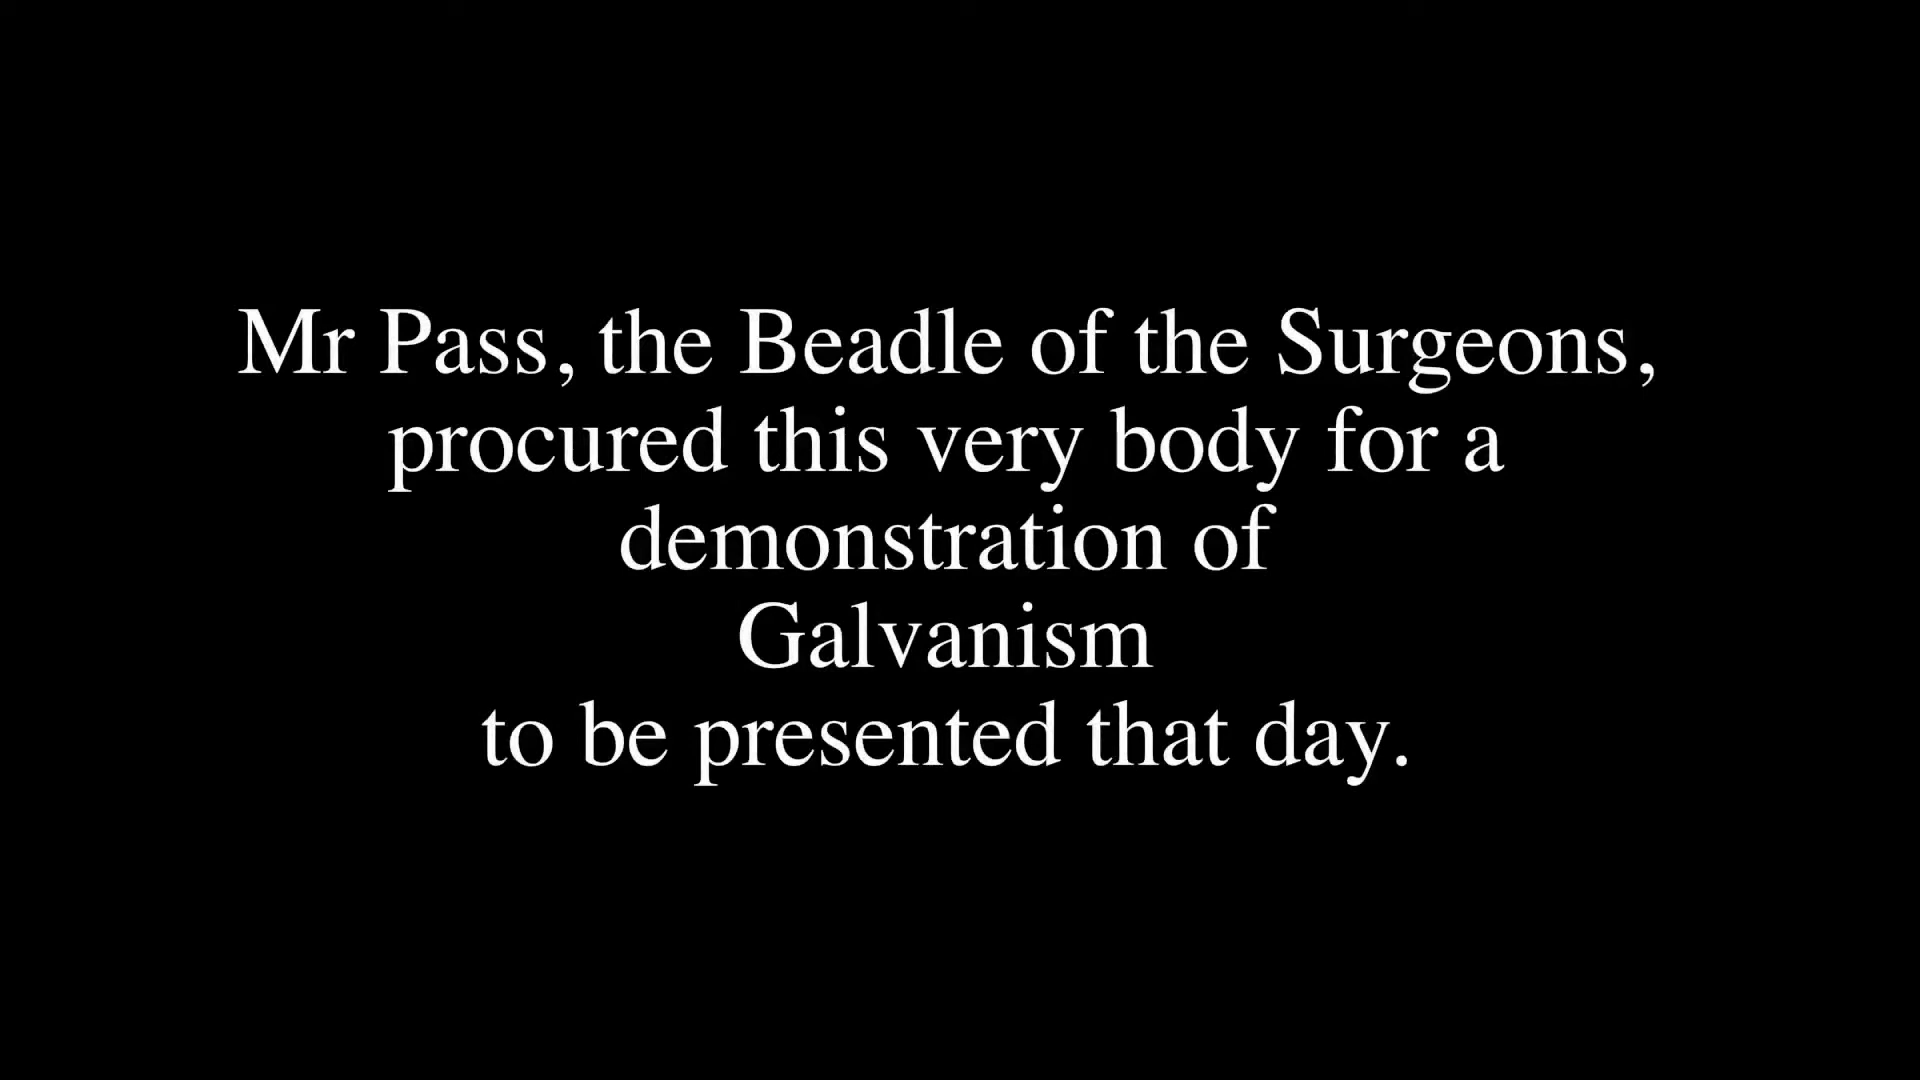 Mr Pass, the Beadle of the Surgeons,
procured this very body for a
demonstration of
Galvanism
to be presented that day.